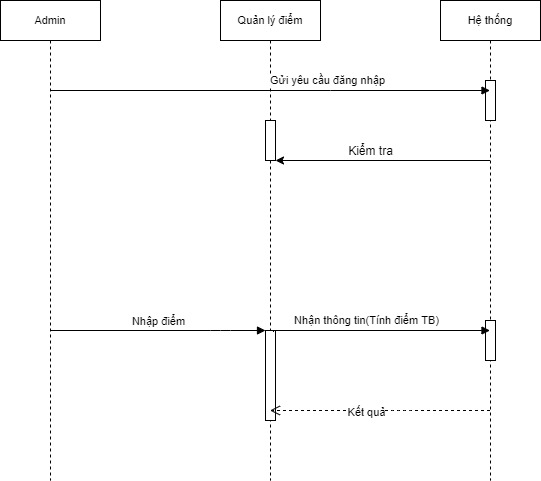 Admin
Quản lý điểm
Hệ thống
Gửi yêu cầu đăng nhập
Kiểm tra
Nhập điểm
Nhận thông tin(Tính điểm TB)
Kết quả